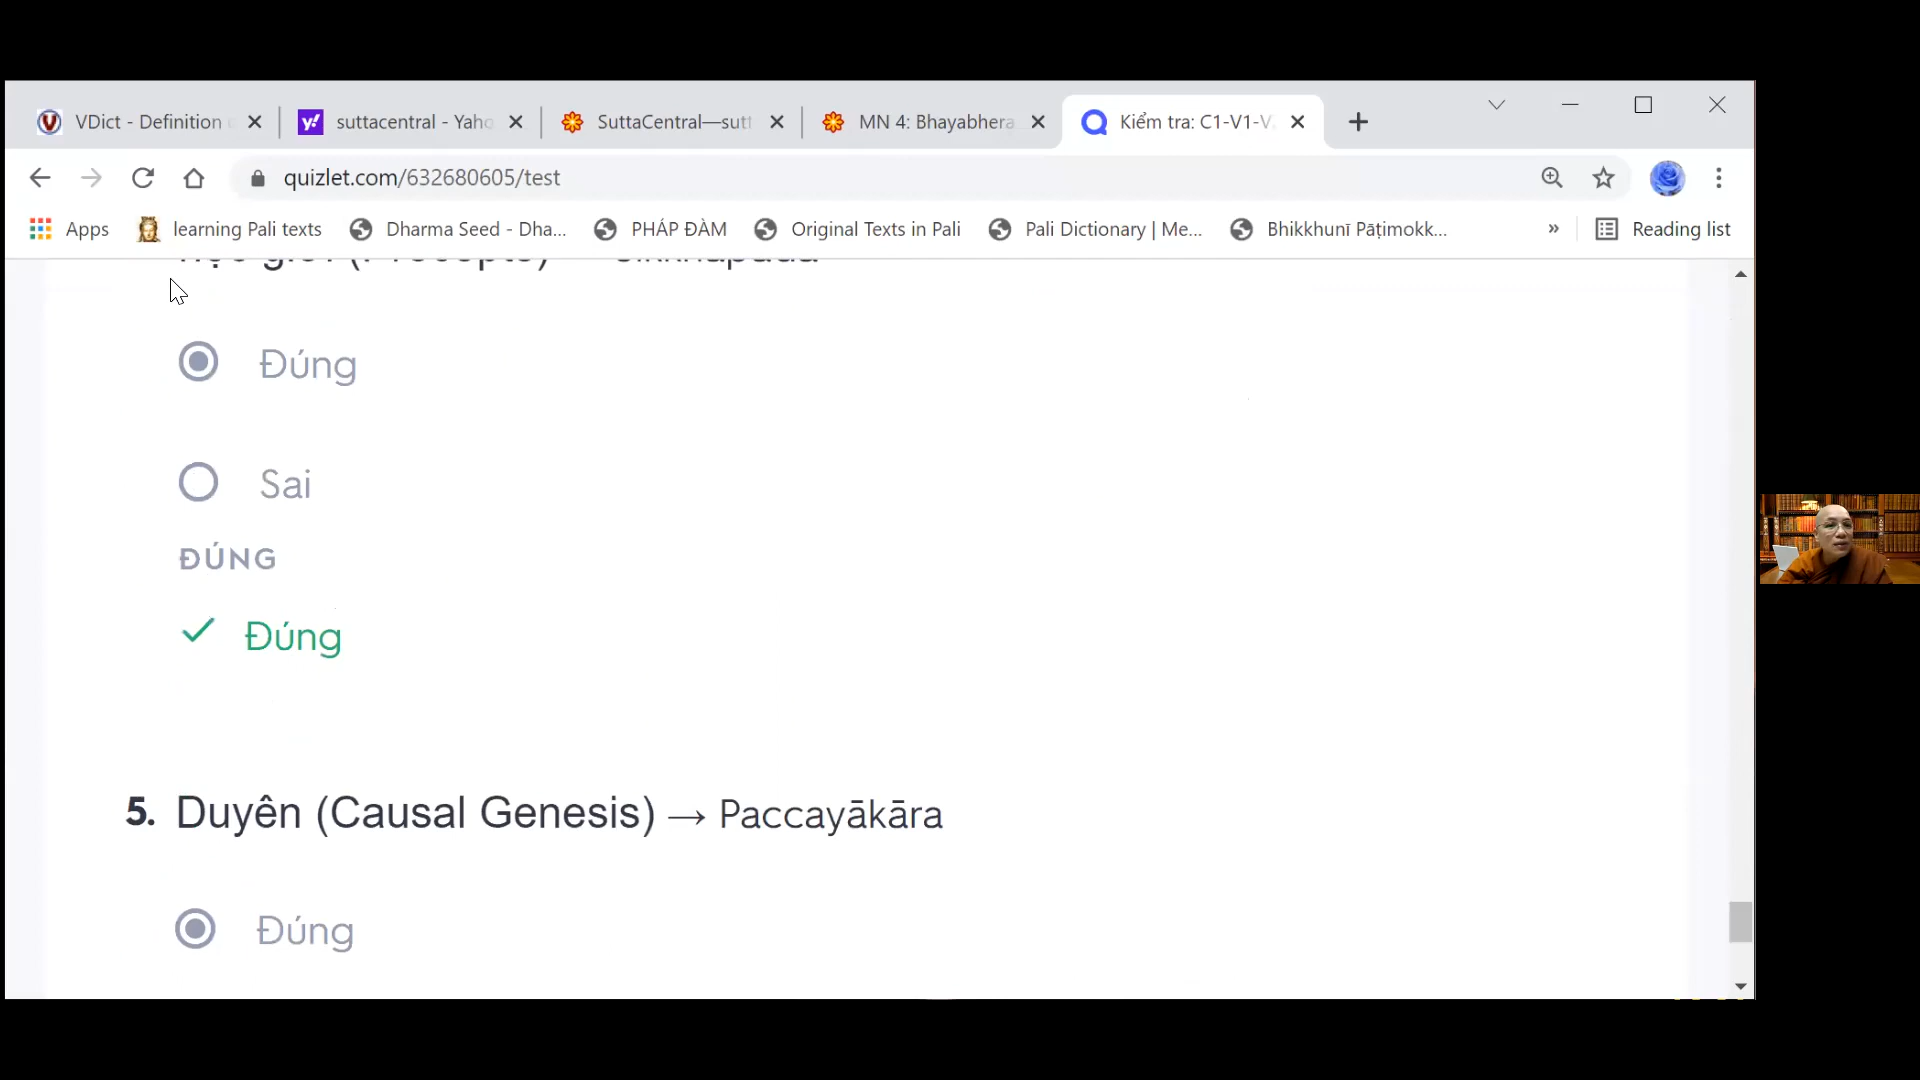 VDict - Definition
suttacentral - Yaho
SuttaCentral—sutt
MN 4: Bhayabhera
Kiểm tra: C1-V1-V
quizlet.com/632680605/test
Apps
learning Pali texts
Dharma Seed - Dha...
PHÁP ĐÀM
Original Texts in Pali
Pali Dictionary | Me...
Bhikkhunī Pāṭimokk...
»
Reading list
Đúng
Sai
ĐÚNG
Đúng
5. Duyên (Causal Genesis) → Paccayākāra
Đúng